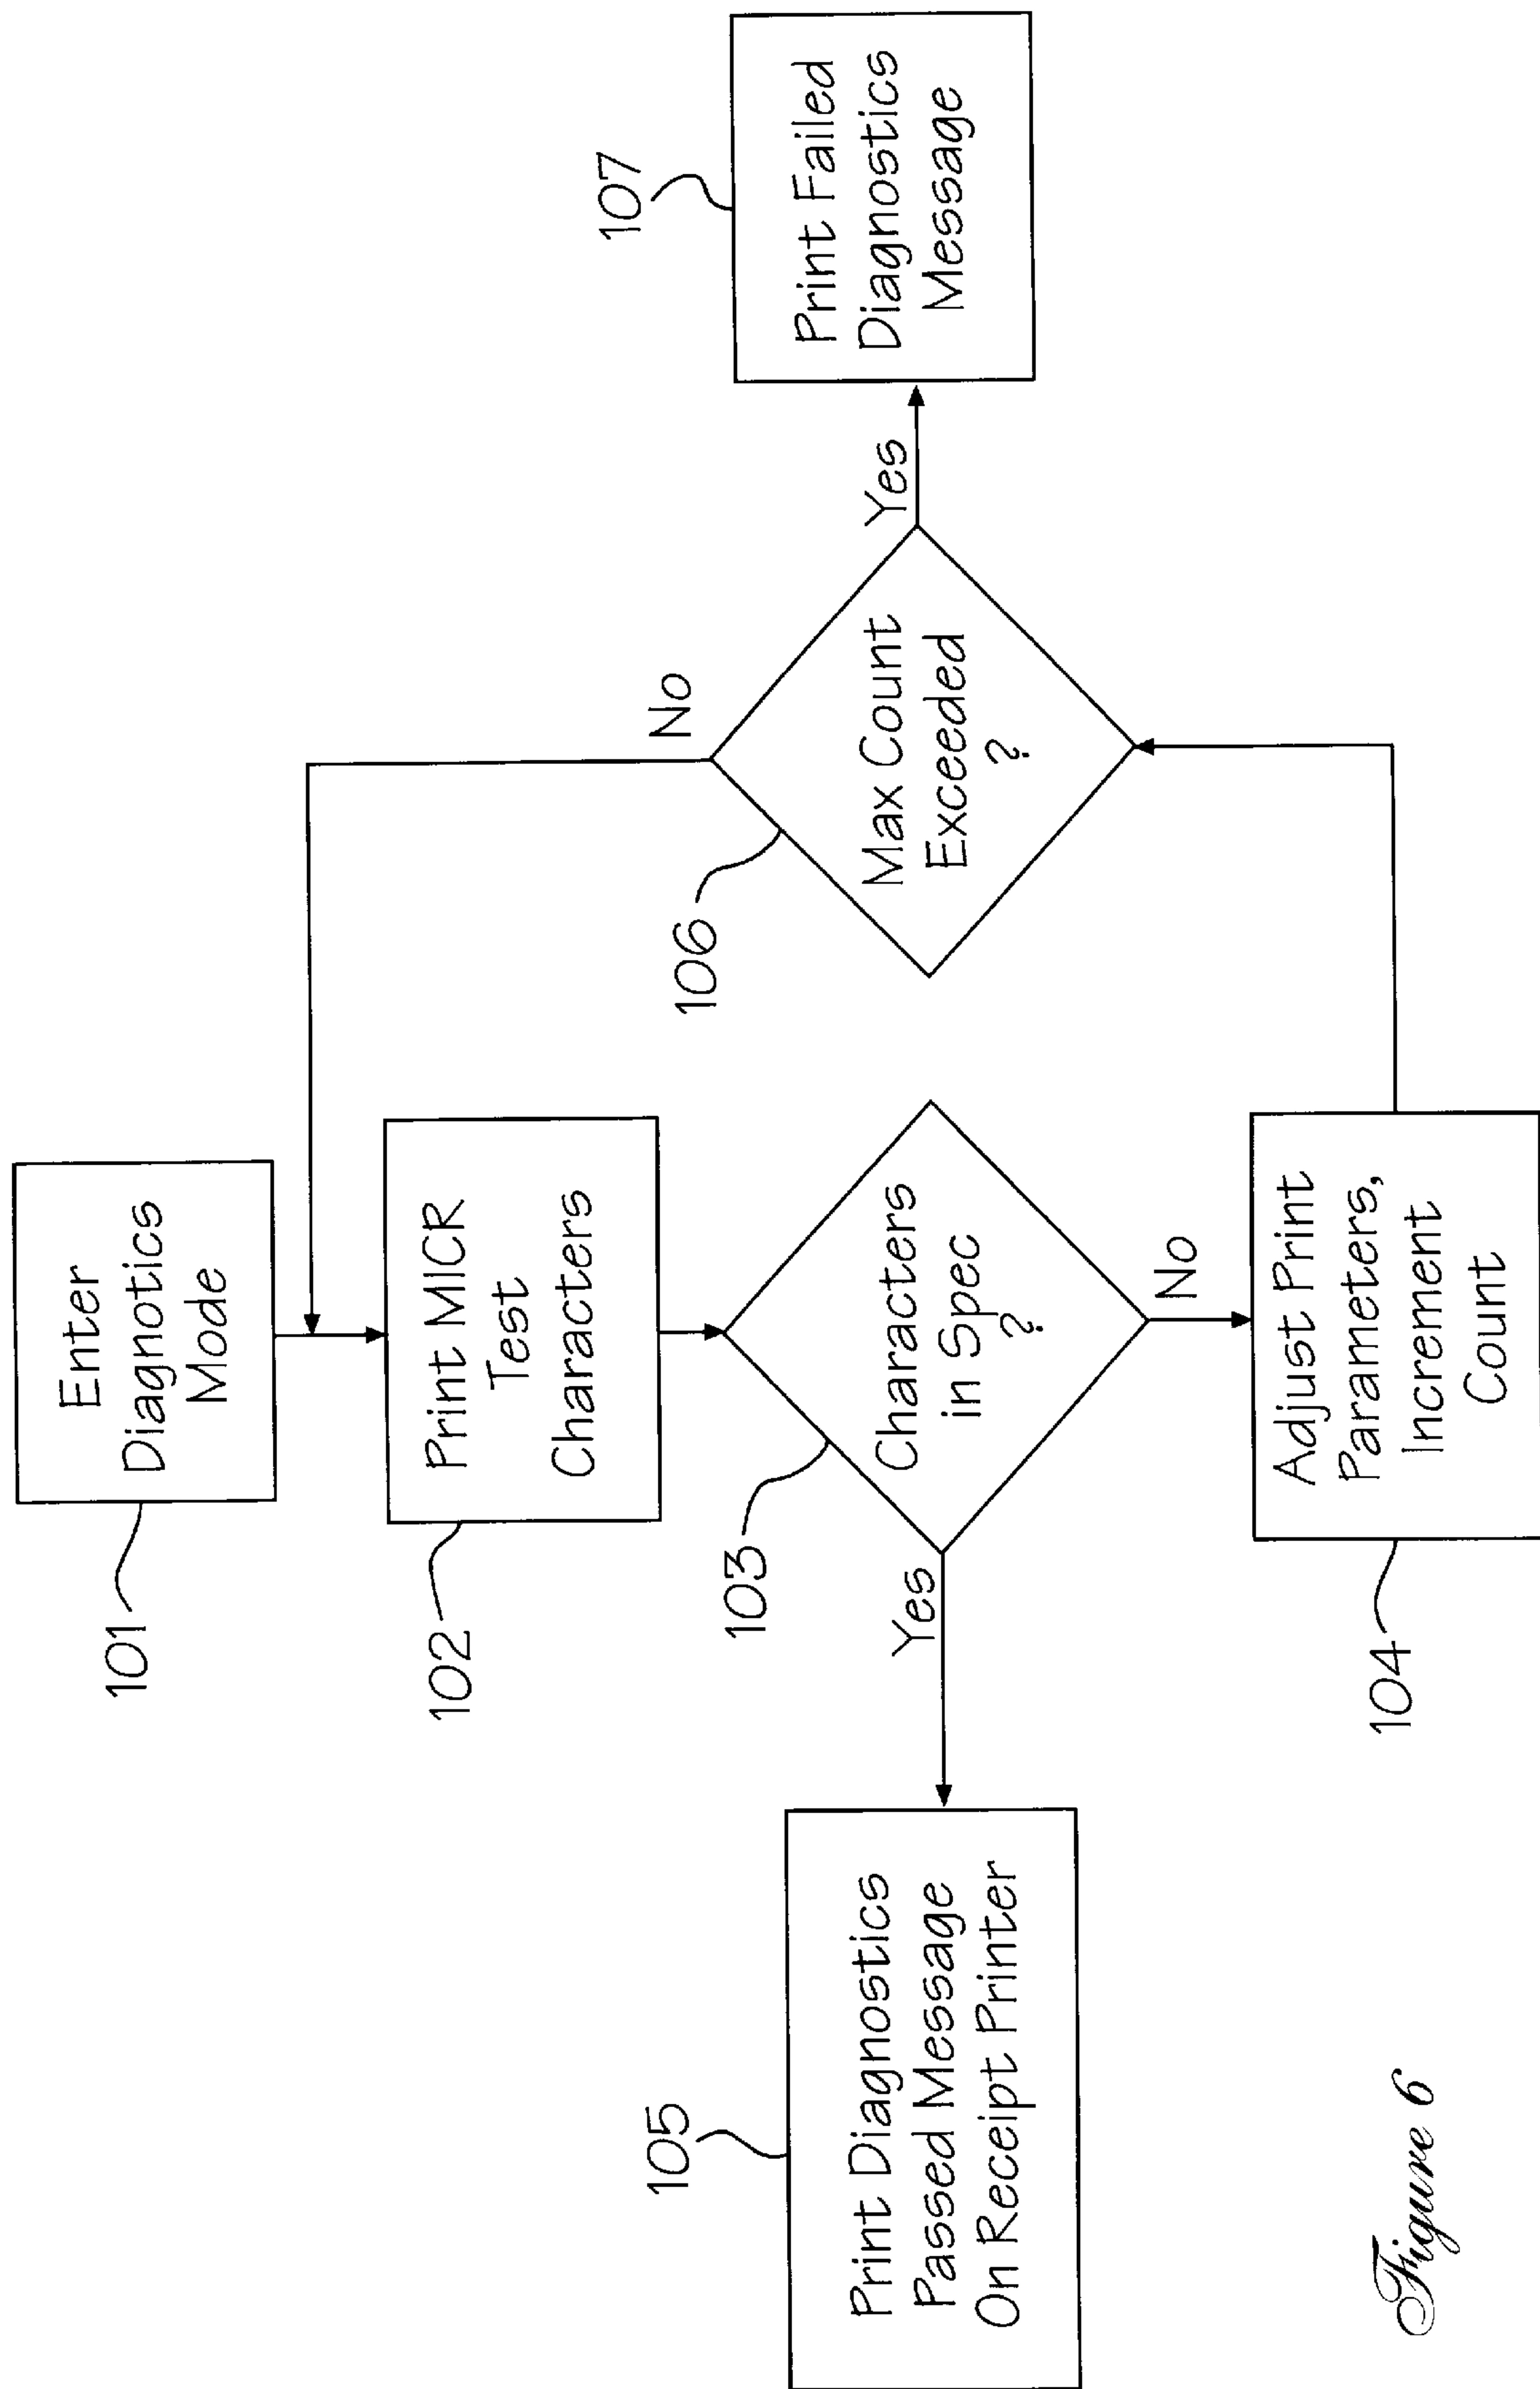 Enter
Diagnotics
Mode
101
Print MICR
Test
Characters
102
Characters
in Spec
?
103
Yes
No
Print Diagnostics
Passed Message
On Receipt Printer
105
Adjust Print
Parameters,
Increment
Count
104
Max Count
Exceeded
?
106
No
Yes
Print Failed
Diagnostics
Message
107
Figure 6